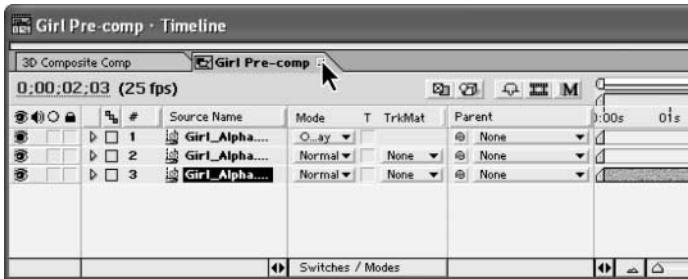 Girl Pre-comp · Timeline
3D Composite Comp Girl Pre-comp
0;00;02;03 (25 fps) M
# Source Name Mode T TrkMat Parent :00s 01s
1 Girl_Alpha.... O...ay None
2 Girl_Alpha.... Normal None None
3 Girl_Alpha.... Normal None None
Switches / Modes